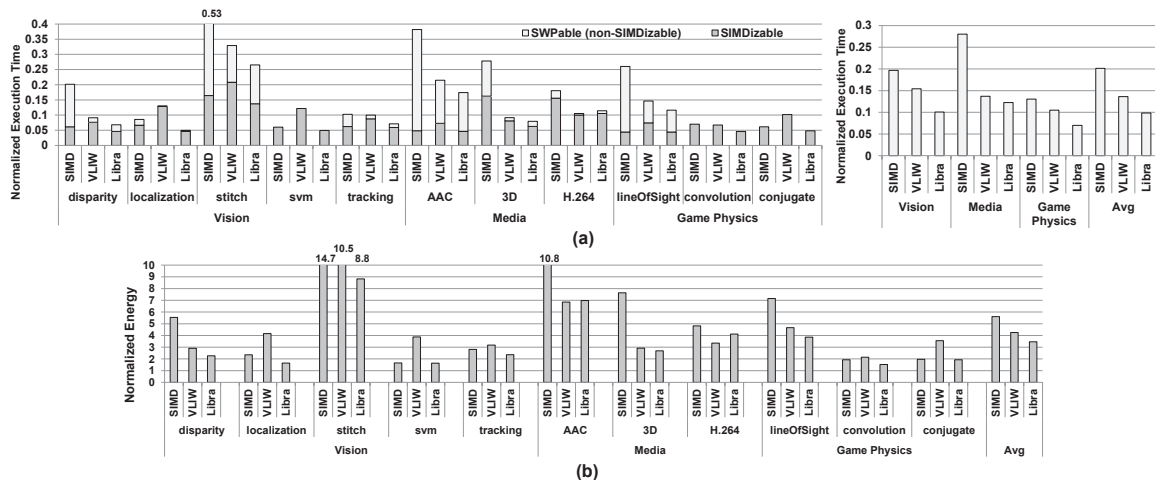 0.53
Normalized Execution Time
0.4
0.35
0.3
0.25
0.2
0.15
0.1
0.05
0
SWPable (non-SIMDizable) SIMDizable
SIMD VLIW Libra SIMD VLIW Libra SIMD VLIW Libra SIMD VLIW Libra SIMD VLIW Libra SIMD VLIW Libra SIMD VLIW Libra SIMD VLIW Libra SIMD VLIW Libra SIMD VLIW Libra SIMD VLIW Libra
disparity localization stitch svm tracking AAC 3D H.264 lineOfSight convolution conjugate
Vision Media Game Physics
Normalized Execution Time
0.3
0.25
0.2
0.15
0.1
0.05
0
SIMD VLIW Libra SIMD VLIW Libra SIMD VLIW Libra SIMD VLIW Libra
Vision Media Game Physics Avg
(a)
14.7 10.5 8.8 10.8
Normalized Energy
10
9
8
7
6
5
4
3
2
1
0
SIMD VLIW Libra SIMD VLIW Libra SIMD VLIW Libra SIMD VLIW Libra SIMD VLIW Libra SIMD VLIW Libra SIMD VLIW Libra SIMD VLIW Libra SIMD VLIW Libra SIMD VLIW Libra SIMD VLIW Libra SIMD VLIW Libra
disparity localization stitch svm tracking AAC 3D H.264 lineOfSight convolution conjugate
Vision Media Game Physics Avg
(b)